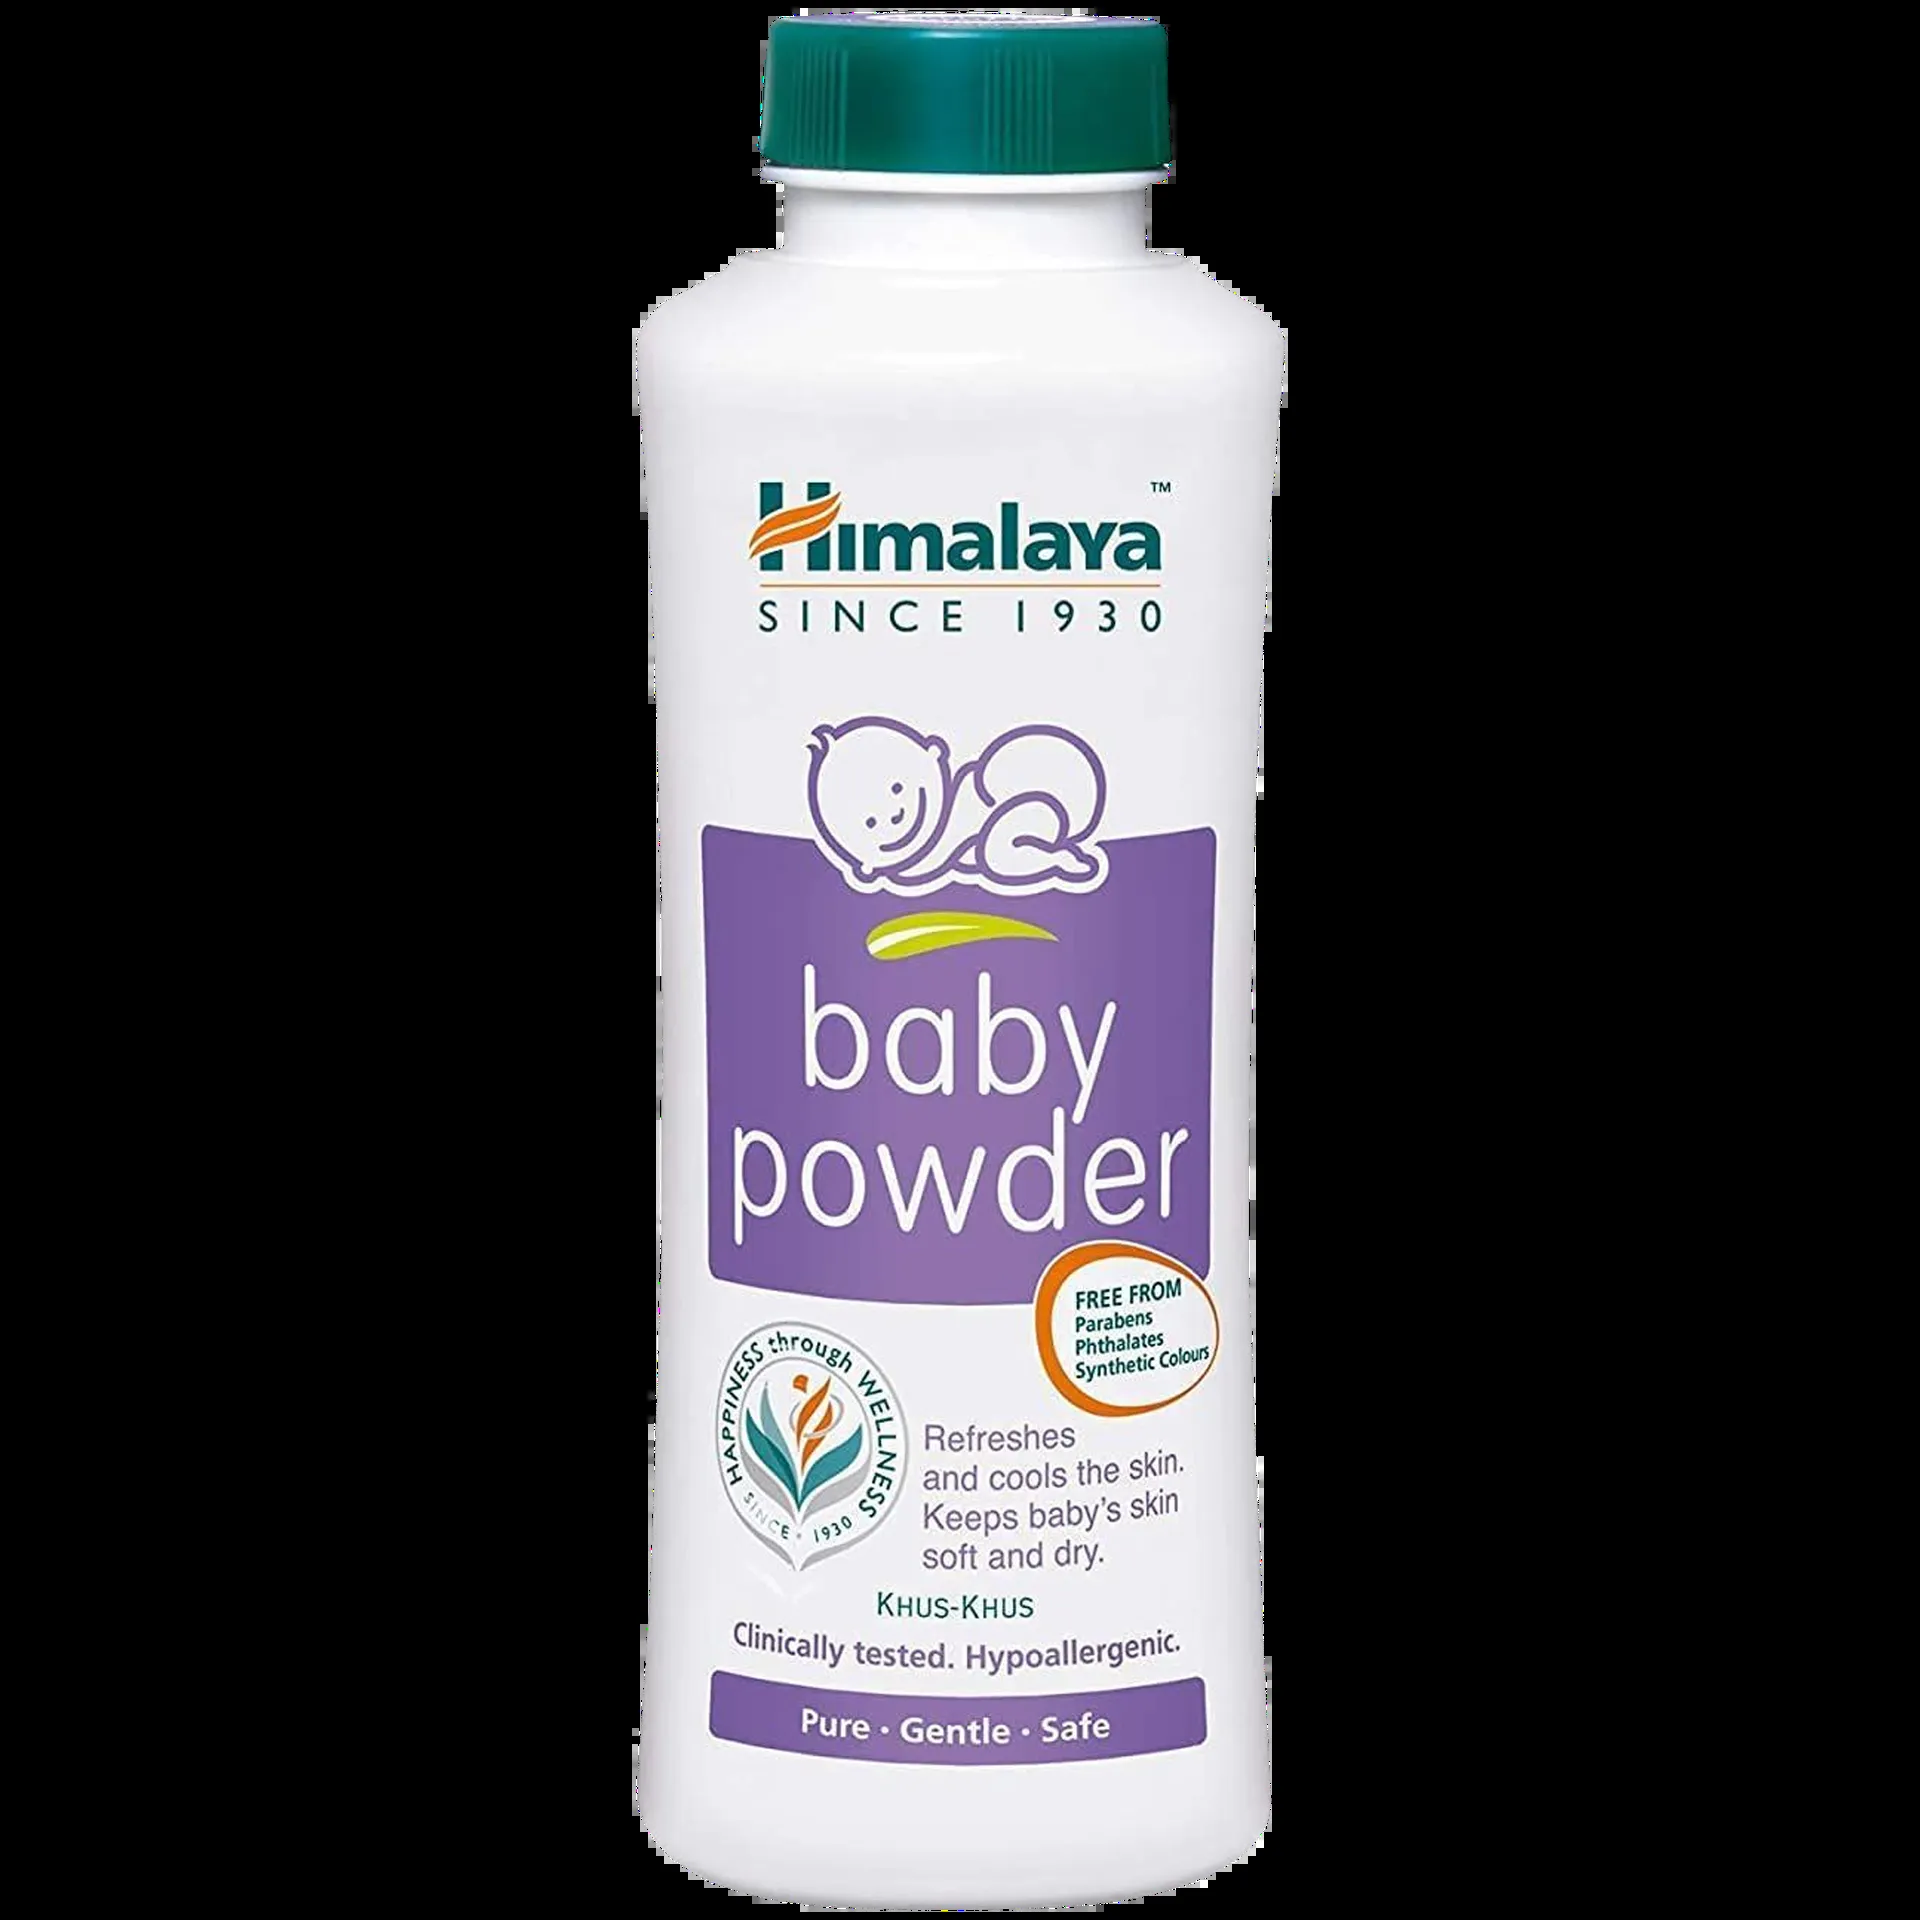 Himalaya™
SINCE 1930
baby
powder
FREE FROM
Parabens
Phthalates
Synthetic Colours
HAPPINESS through WELLNESS
SINCE • 1930
Refreshes
and cools the skin.
Keeps baby's skin
soft and dry.
KHUS-KHUS
Clinically tested. Hypoallergenic.
Pure • Gentle • Safe